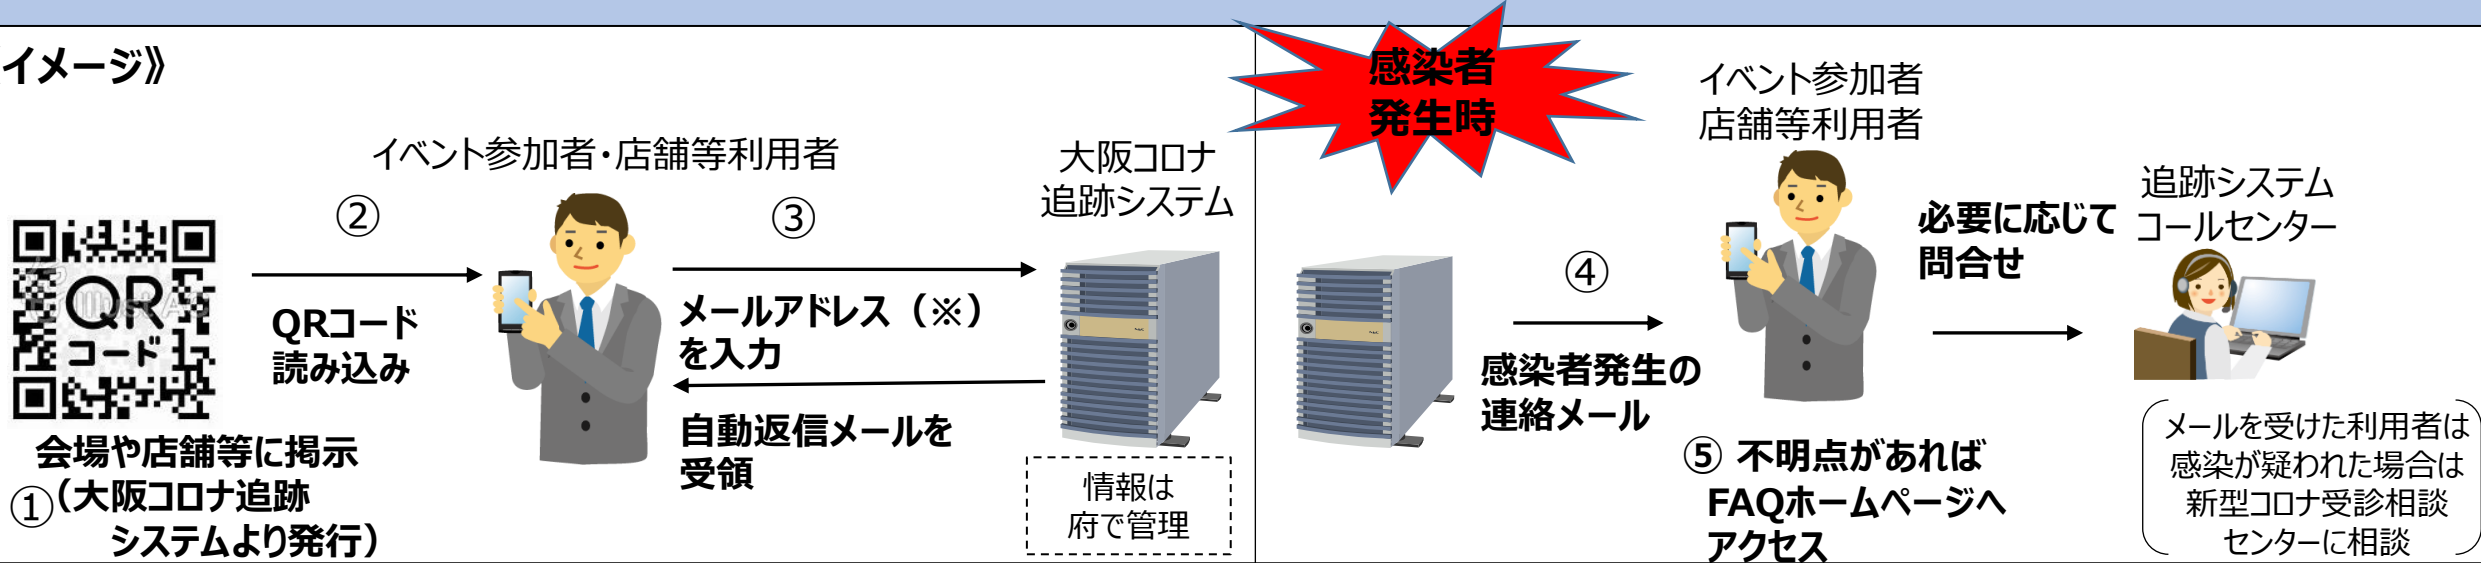 イメージ》
イベント参加者・店舗等利用者
②
③
QR
コード
QRコード
読み込み
会場や店舗等に掲示
①(大阪コロナ追跡
システムより発行)
メールアドレス(※)
を入力
自動返信メールを
受領
大阪コロナ
追跡システム
情報は
府で管理
感染者
発生時
④
感染者発生の
連絡メール
イベント参加者
店舗等利用者
⑤ 不明点があれば
FAQホームページへ
アクセス
必要に応じて
問合せ
追跡システム
コールセンター
メールを受けた利用者は
感染が疑われた場合は
新型コロナ受診相談
センターに相談